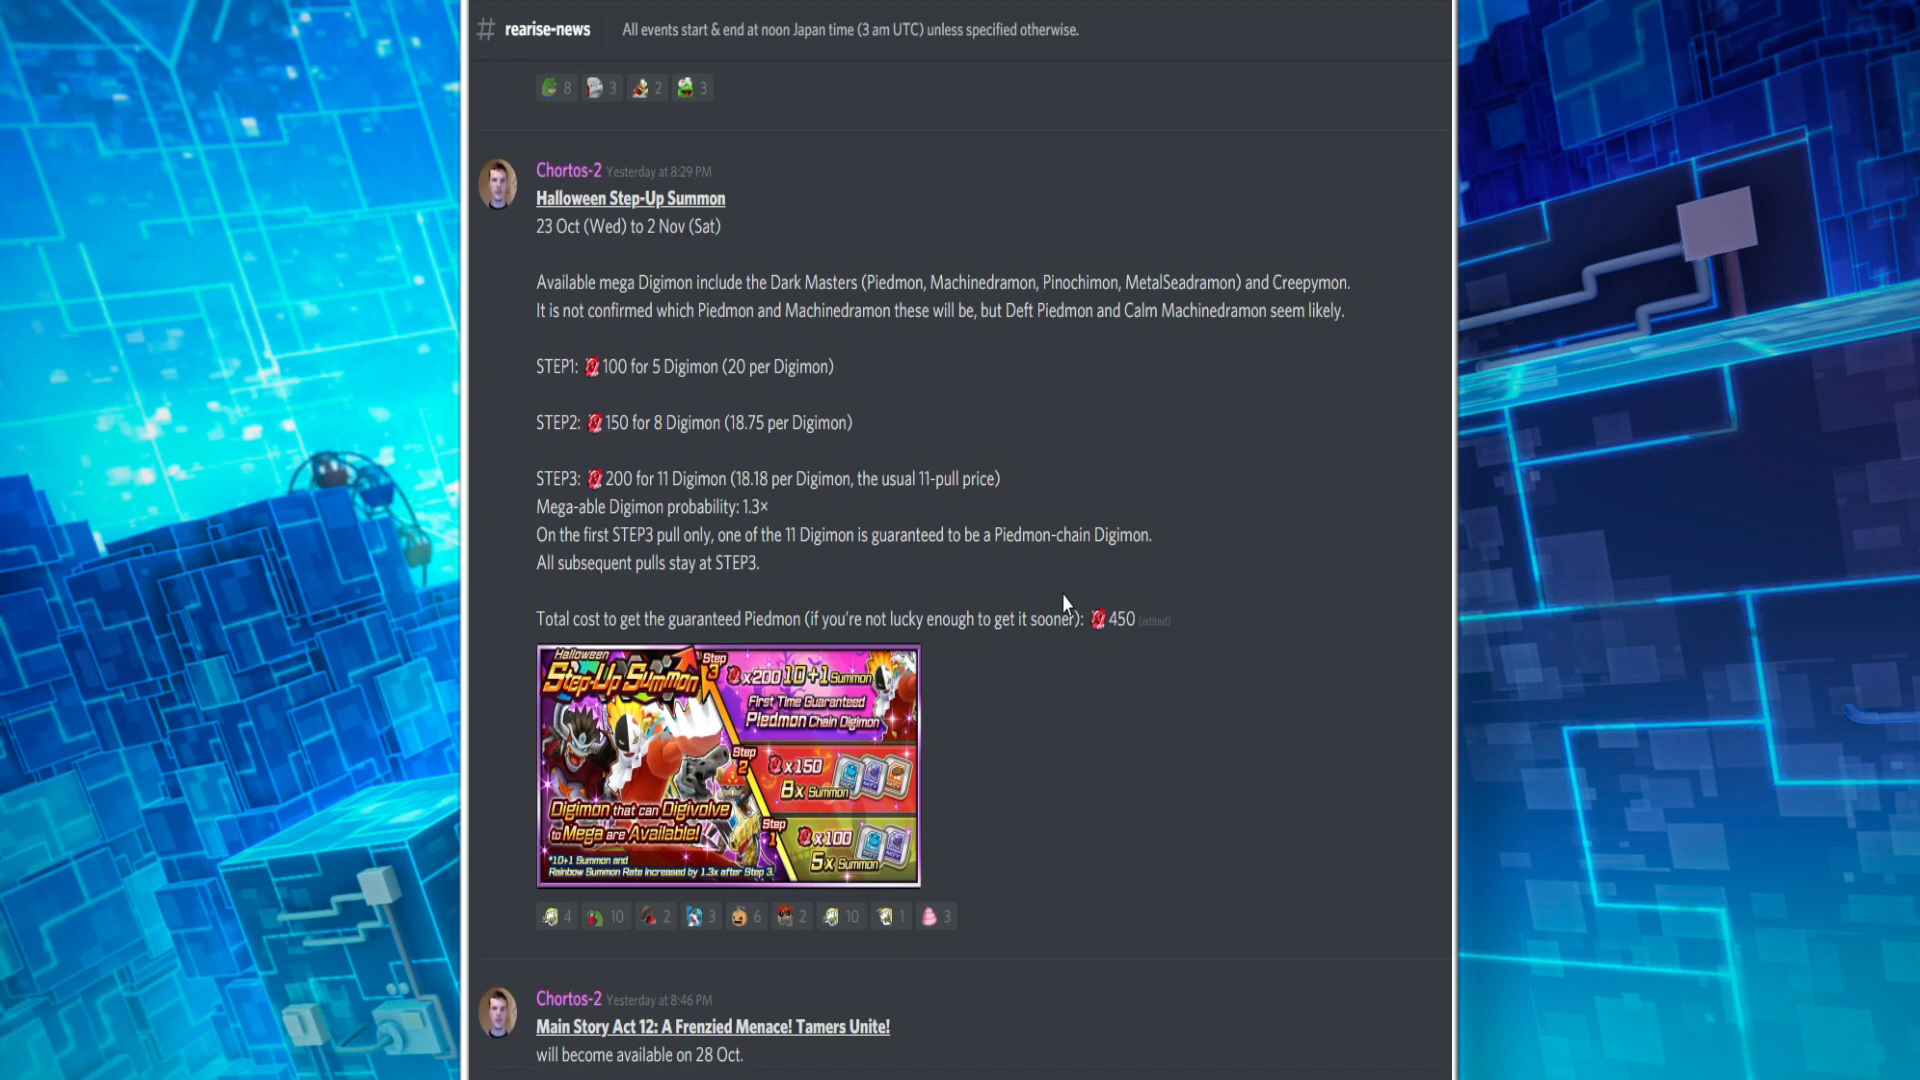 # rearise-news All events start & end at noon Japan time (3 am UTC) unless specified otherwise.
8 3 2 3
Chortos-2 Yesterday at 8:29 PM
Halloween Step-Up Summon
23 Oct (Wed) to 2 Nov (Sat)
Available mega Digimon include the Dark Masters (Piedmon, Machinedramon, Pinochimon, MetalSeadramon) and Creepymon.
It is not confirmed which Piedmon and Machinedramon these will be, but Deft Piedmon and Calm Machinedramon seem likely.
STEP1: 100 for 5 Digimon (20 per Digimon)
STEP2: 150 for 8 Digimon (18.75 per Digimon)
STEP3: 200 for 11 Digimon (18.18 per Digimon, the usual 11-pull price)
Mega-able Digimon probability: 1.3×
On the first STEP3 pull only, one of the 11 Digimon is guaranteed to be a Piedmon-chain Digimon.
All subsequent pulls stay at STEP3.
Total cost to get the guaranteed Piedmon (if you're not lucky enough to get it sooner): 450 (edited)
Halloween
Step-Up Summon
Step 3
x200 10+1 Summon
First Time Guaranteed
Piedmon Chain Digimon
Step 2
x150
8x Summon
Digimon that can Digivolve
to Mega are Available!
Step 1
x100
5x Summon
*10+1 Summon and
Rainbow Summon Rate Increased by 1.3x after Step 3.
4 10 2 3 6 2 10 1 3
Chortos-2 Yesterday at 8:46 PM
Main Story Act 12: A Frenzied Menace! Tamers Unite!
will become available on 28 Oct.